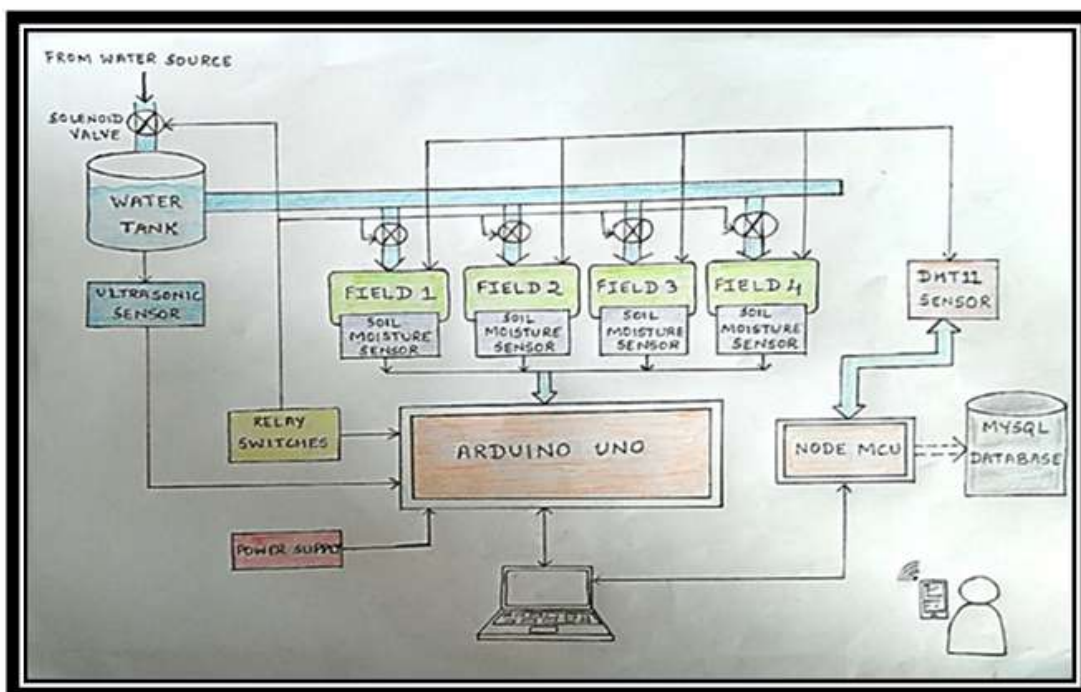 FROM WATER SOURCE
SOLENOID
VALVE
WATER
TANK
ULTRASONIC
SENSOR
FIELD 1
FIELD 2
FIELD 3
FIELD 4
SOIL
MOISTURE
SENSOR
SOIL
MOISTURE
SENSOR
SOIL
MOISTURE
SENSOR
SOIL
MOISTURE
SENSOR
DHT11
SENSOR
RELAY
SWITCHES
ARDUINO UNO
NODE MCU
MYSQL
DATABASE
POWER SUPPLY